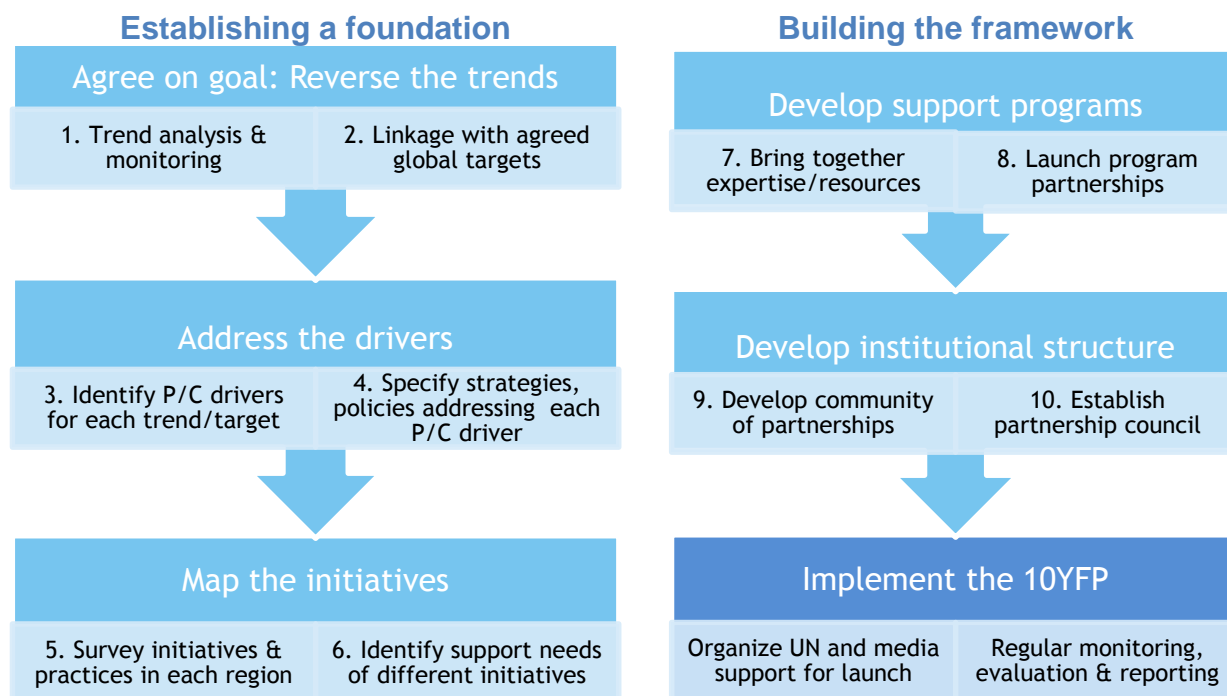 Establishing a foundation
Agree on goal: Reverse the trends
1. Trend analysis &
monitoring
2. Linkage with agreed
global targets
Address the drivers
3. Identify P/C drivers
for each trend/target
4. Specify strategies,
policies addressing each
P/C driver
Map the initiatives
5. Survey initiatives &
practices in each region
6. Identify support needs
of different initiatives
Building the framework
Develop support programs
7. Bring together
expertise/resources
8. Launch program
partnerships
Develop institutional structure
9. Develop community
of partnerships
10. Establish
partnership council
Implement the 10YFP
Organize UN and media
support for launch
Regular monitoring,
evaluation & reporting